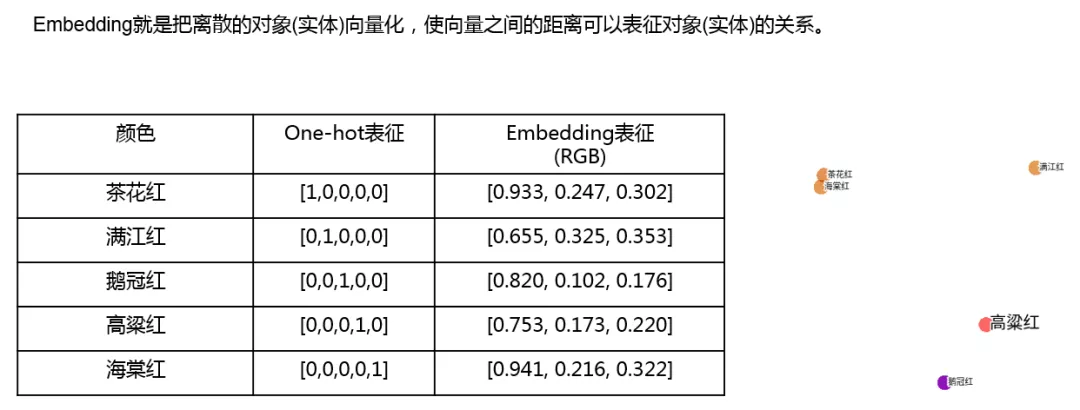 Embedding就是把离散的对象(实体)向量化，使向量之间的距离可以表征对象(实体)的关系。
颜色 One-hot表征 Embedding表征
(RGB)
茶花红 [1,0,0,0,0] [0.933, 0.247, 0.302]
满江红 [0,1,0,0,0] [0.655, 0.325, 0.353]
鹅冠红 [0,0,1,0,0] [0.820, 0.102, 0.176]
高粱红 [0,0,0,1,0] [0.753, 0.173, 0.220]
海棠红 [0,0,0,0,1] [0.941, 0.216, 0.322]
满江红
茶花红
海棠红
高粱红
鹅冠红